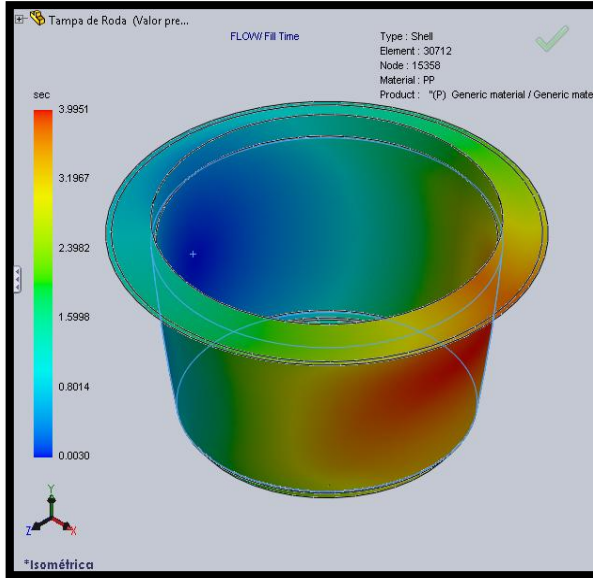 Tampa de Roda (Valor pre...
FLOW/ Fill Time
Type : Shell
Element : 30712
Node : 15358
Material : PP
Product : "(P) Generic material / Generic mate
sec
3.9951
3.1967
2.3982
1.5998
0.8014
0.0030
Y
Z
X
*Isométrica